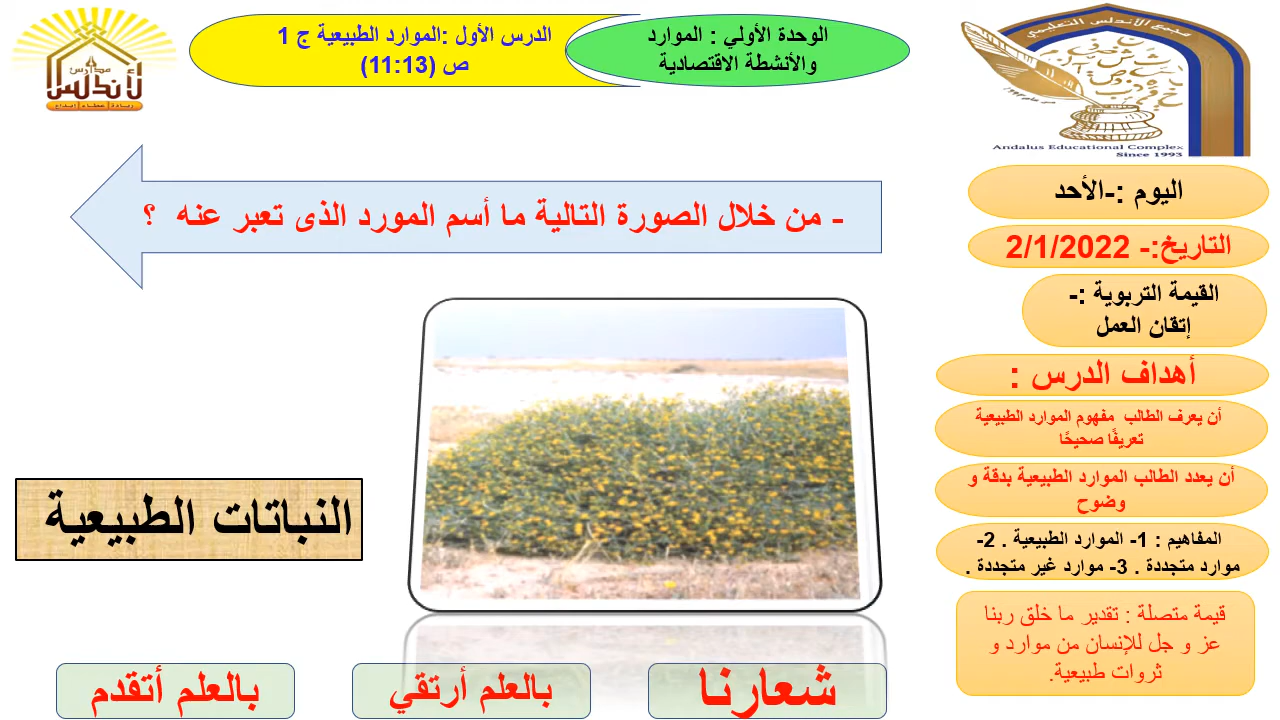 مدارس
الأندلس
ريادة | عطاء | إبداع
الدرس الأول :الموارد الطبيعية ج 1
ص (11:13)
الوحدة الأولي : الموارد
والأنشطة الاقتصادية
مجمع الأندلس التعليمي
Andalus Educational Complex
Since 1993
- من خلال الصورة التالية ما أسم المورد الذى تعبر عنه ؟
النباتات الطبيعية
اليوم :-الأحد
التاريخ:- 2/1/2022
القيمة التربوية :-
إتقان العمل
أهداف الدرس :
أن يعرف الطالب مفهوم الموارد الطبيعية
تعريفًا صحيحًا
أن يعدد الطالب الموارد الطبيعية بدقة و
وضوح
المفاهيم : 1- الموارد الطبيعية . 2-
موارد متجددة . 3- موارد غير متجددة .
قيمة متصلة : تقدير ما خلق ربنا
عز و جل للإنسان من موارد و
ثروات طبيعية.
شعارنا
بالعلم أرتقي
بالعلم أتقدم